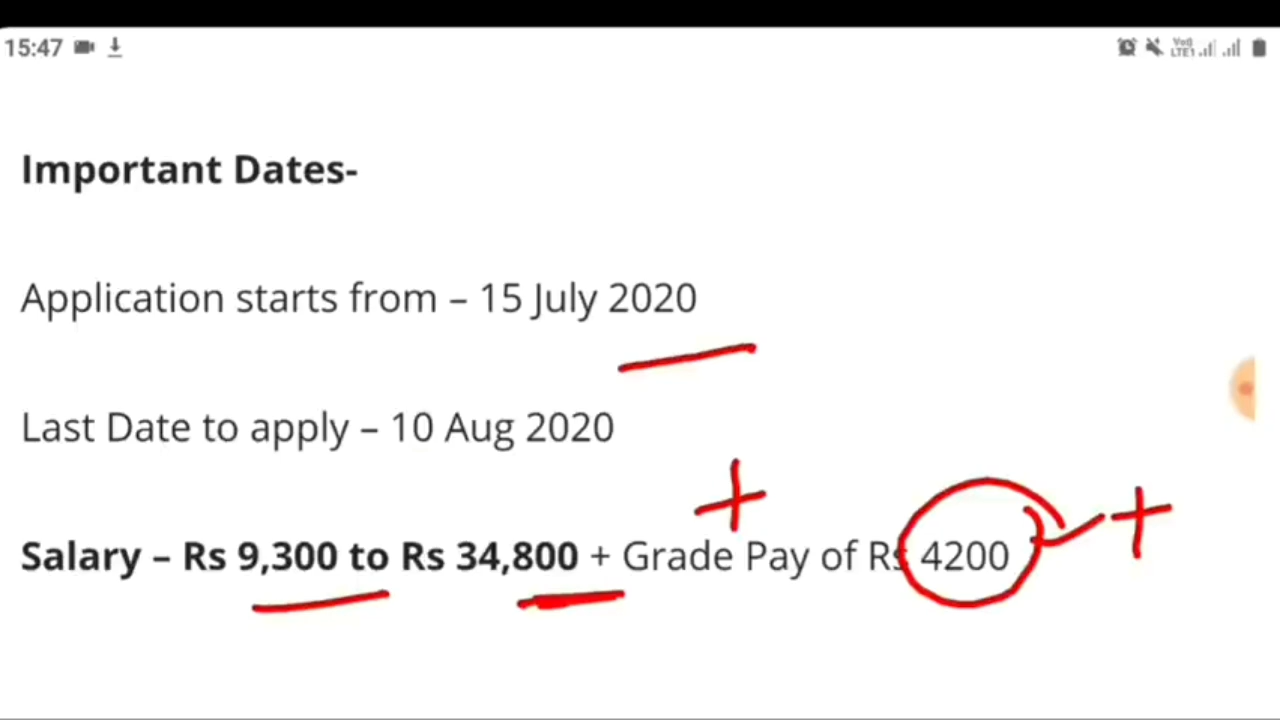 15:47
Important Dates-
Application starts from – 15 July 2020
Last Date to apply – 10 Aug 2020
+ +
Salary – Rs 9,300 to Rs 34,800 + Grade Pay of Rs 4200